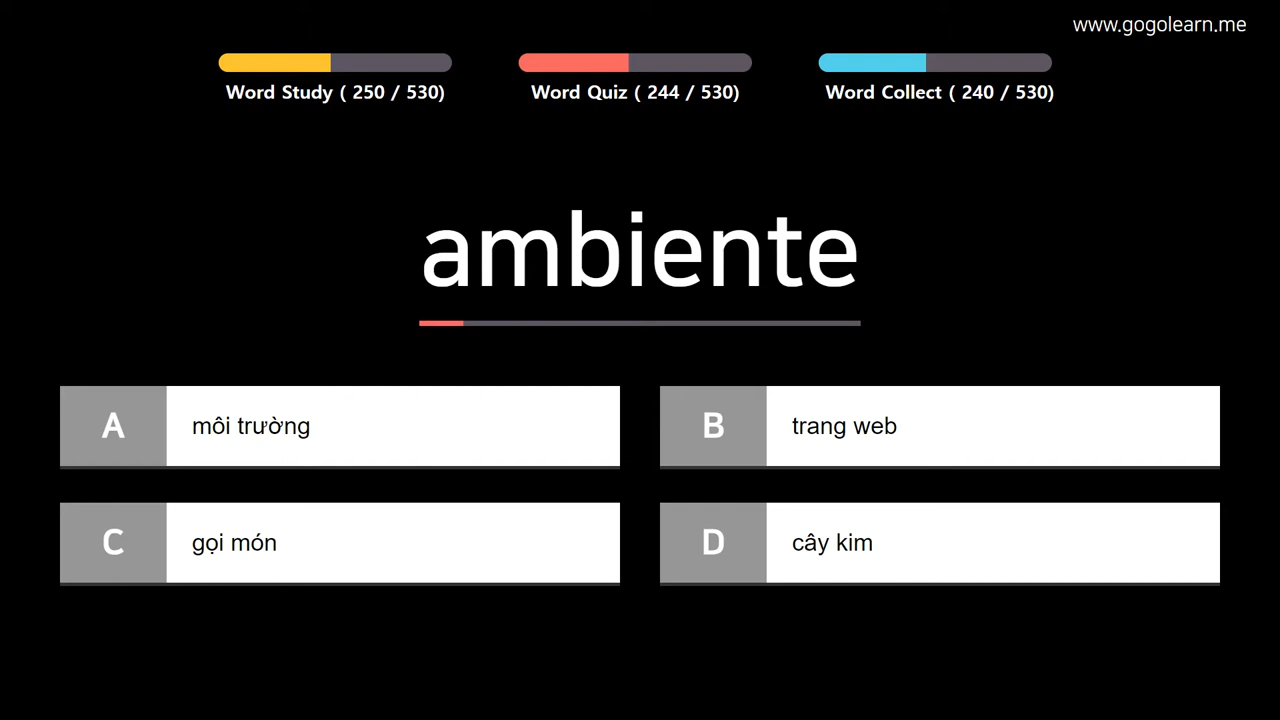 www.gogolearn.me
Word Study ( 250 / 530)
Word Quiz ( 244 / 530)
Word Collect ( 240 / 530)
ambiente
A môi trường
B trang web
C gọi món
D cây kim